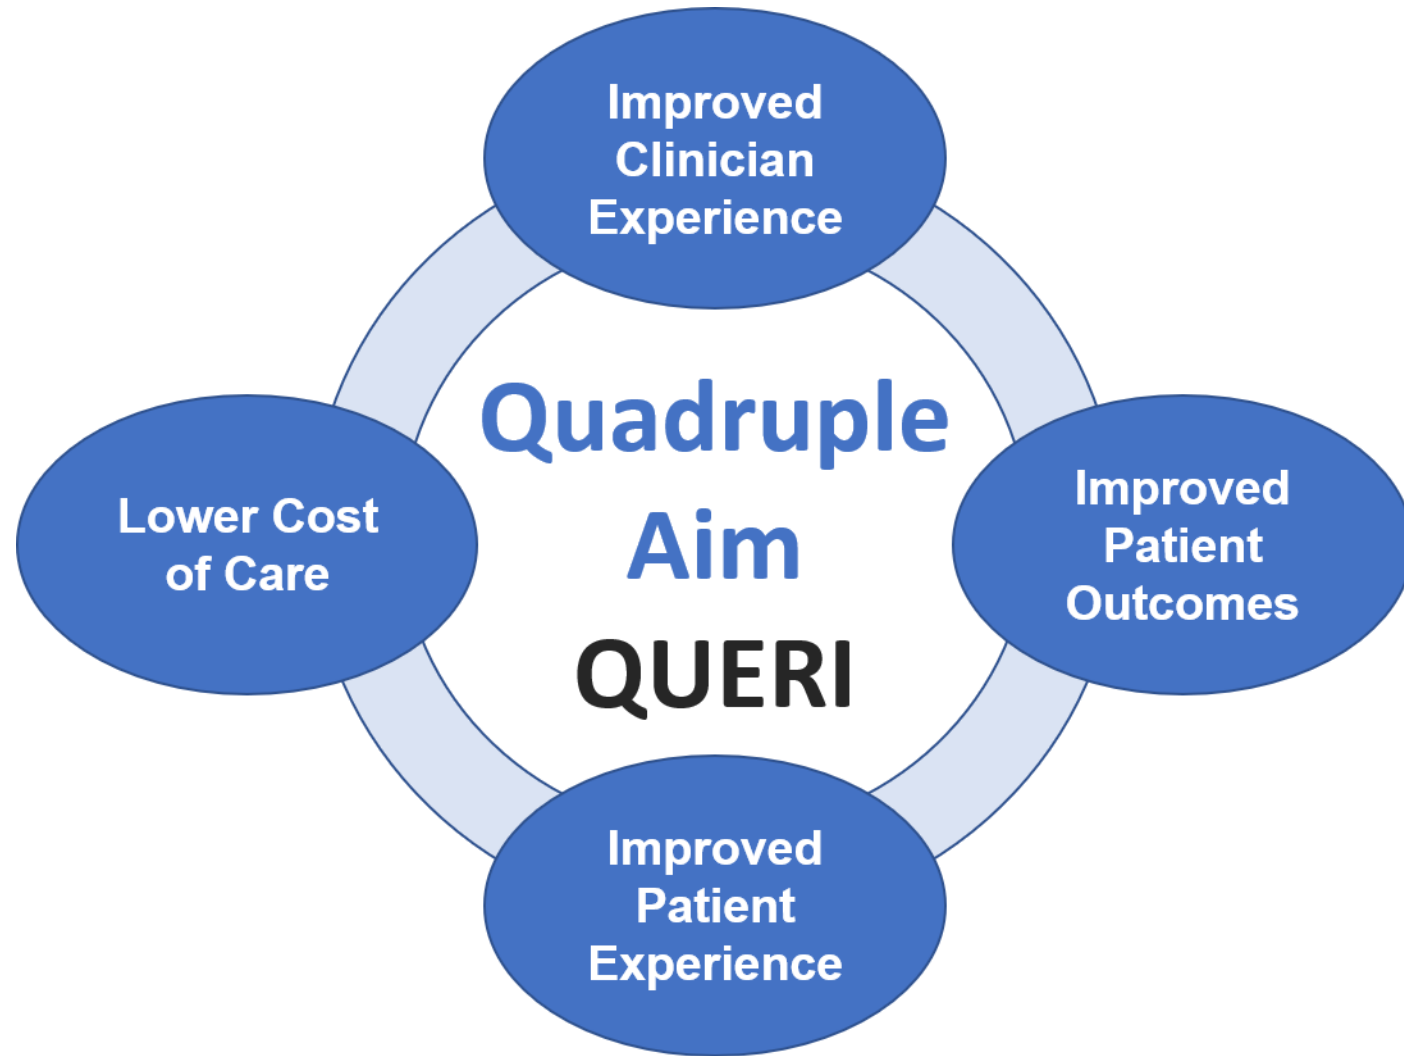 Improved
Clinician
Experience
Quadruple
Aim
QUERI
Lower Cost
of Care
Improved
Patient
Outcomes
Improved
Patient
Experience